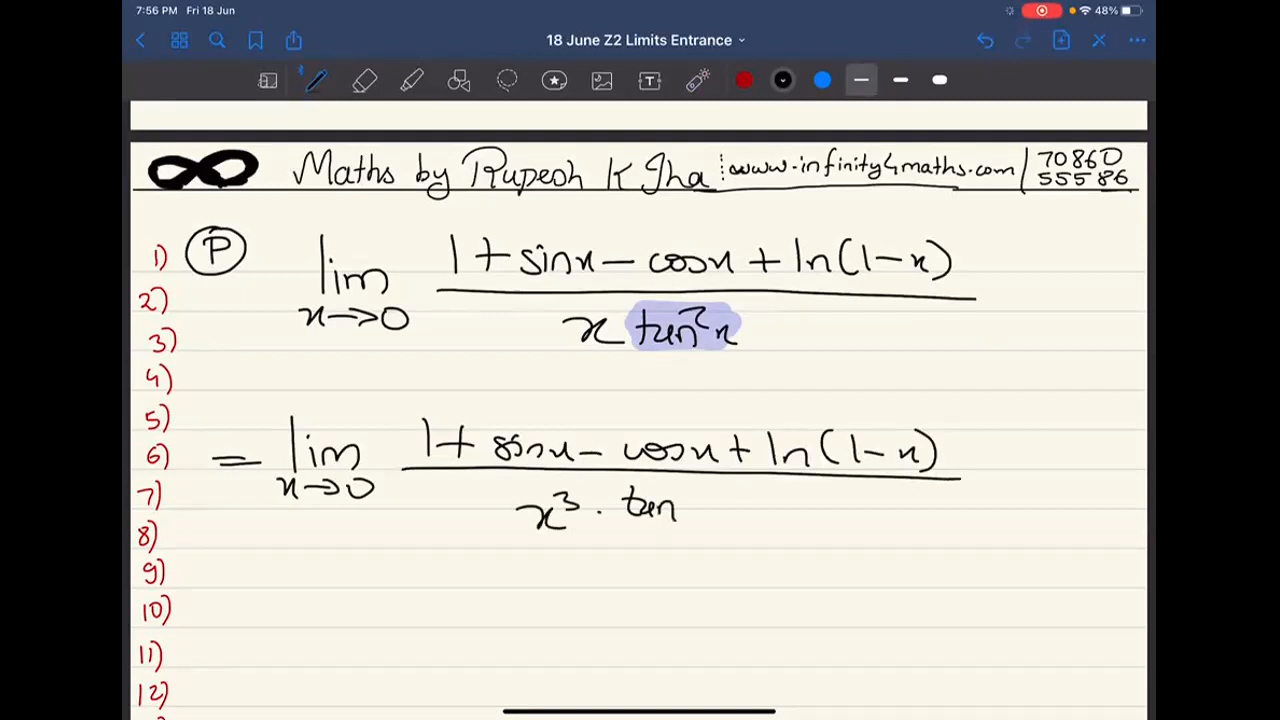 7:56 PM Fri 18 Jun 48%
18 June Z2 Limits Entrance
T
∞ Maths by Rupesh K Jha www.infinity4maths.com 70860
55586
1) P lim 1 + sinx - cosx + ln(1-x)
2) x→0 x tan²x
3)
4)
5)
6) = lim 1 + sinx - cosx + ln(1-x)
7) x→0 x³ . tan
8)
9)
10)
11)
12)